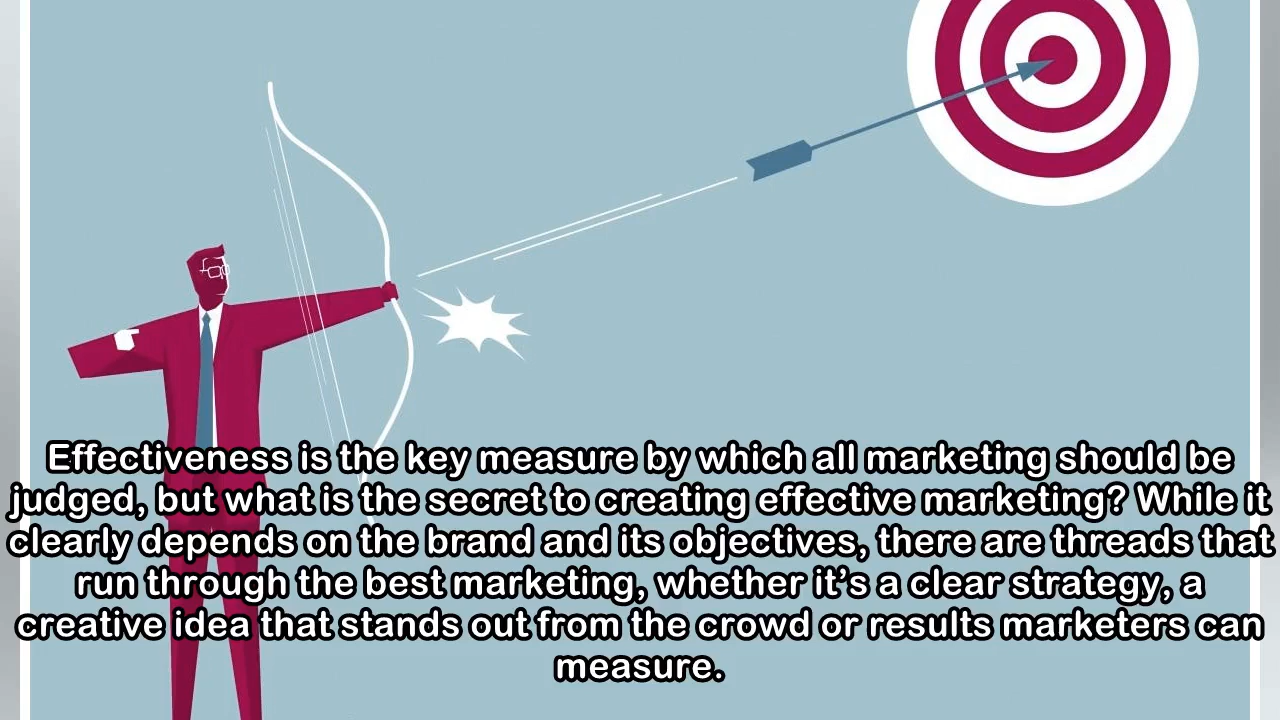 Effectiveness is the key measure by which all marketing should be
judged, but what is the secret to creating effective marketing? While it
clearly depends on the brand and its objectives, there are threads that
run through the best marketing, whether it’s a clear strategy, a
creative idea that stands out from the crowd or results marketers can
measure.